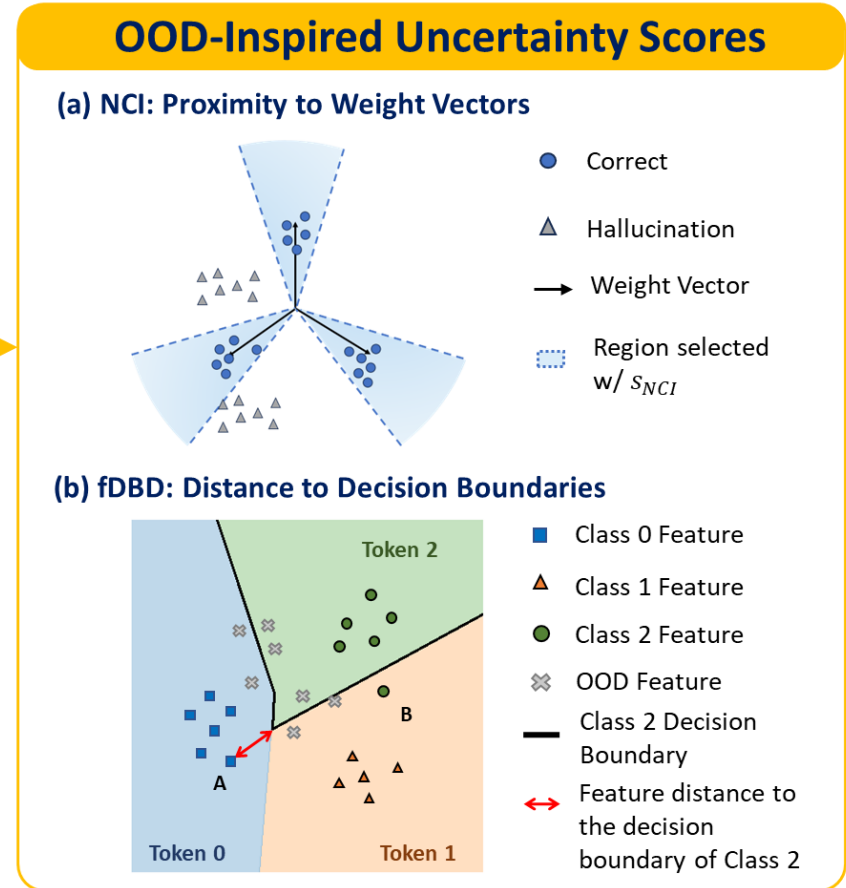 OOD-Inspired Uncertainty Scores
(a) NCI: Proximity to Weight Vectors
Correct
Hallucination
Weight Vector
Region selected
w/ s_NCI
(b) fDBD: Distance to Decision Boundaries
Token 2
B
A
Token 0
Token 1
Class 0 Feature
Class 1 Feature
Class 2 Feature
OOD Feature
Class 2 Decision
Boundary
Feature distance to
the decision
boundary of Class 2